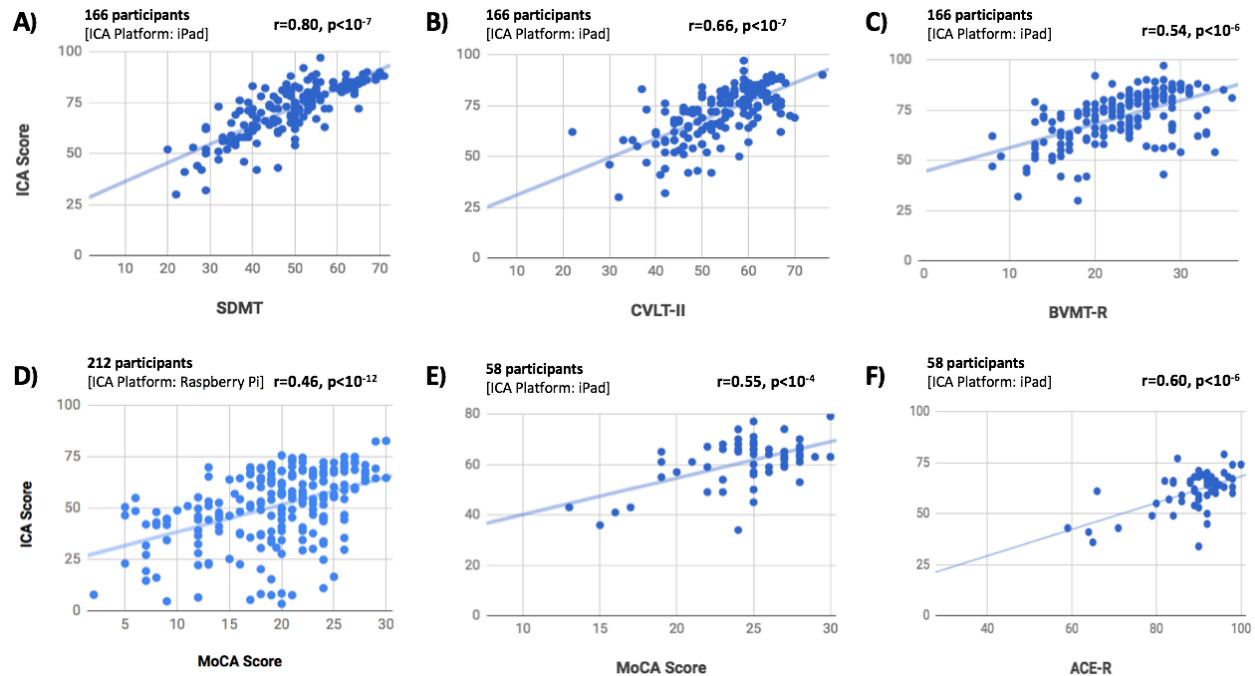 A)
166 participants
[ICA Platform: iPad]
r=0.80, p<10⁻⁷
100
75
50
25
0
ICA Score
10 20 30 40 50 60 70
SDMT
B)
166 participants
[ICA Platform: iPad]
r=0.66, p<10⁻⁷
100
75
50
25
0
10 20 30 40 50 60 70
CVLT-II
C)
166 participants
[ICA Platform: iPad]
r=0.54, p<10⁻⁶
100
75
50
25
0
0 10 20 30
BVMT-R
D)
212 participants
[ICA Platform: Raspberry Pi]
r=0.46, p<10⁻¹²
100
75
50
25
0
ICA Score
5 10 15 20 25 30
MoCA Score
E)
58 participants
[ICA Platform: iPad]
r=0.55, p<10⁻⁴
80
60
40
20
0
10 15 20 25 30
MoCA Score
F)
58 participants
[ICA Platform: iPad]
r=0.60, p<10⁻⁶
100
75
50
25
0
40 60 80 100
ACE-R